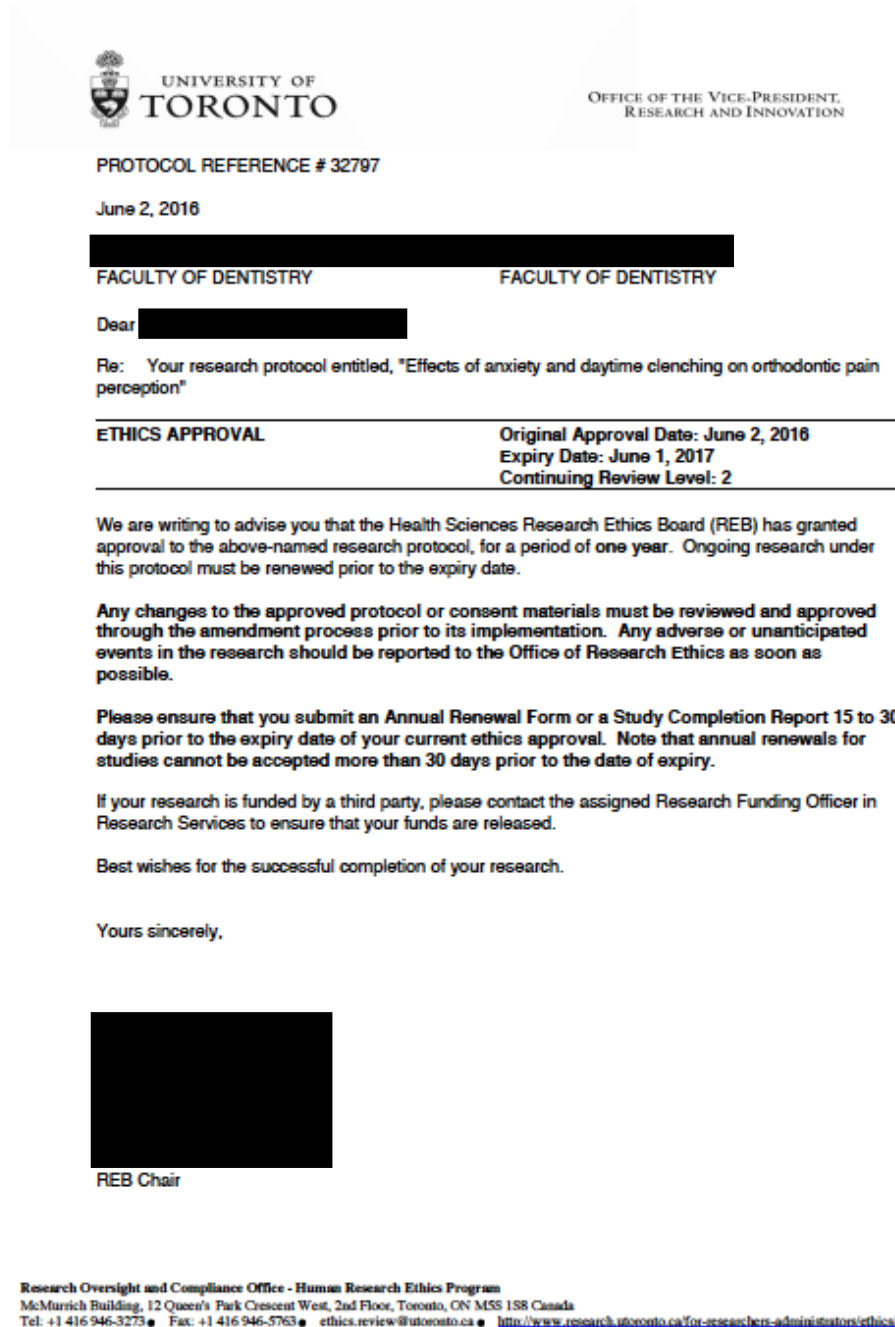 UNIVERSITY OF
TORONTO
OFFICE OF THE VICE-PRESIDENT,
RESEARCH AND INNOVATION
PROTOCOL REFERENCE # 32797
June 2, 2016
FACULTY OF DENTISTRY FACULTY OF DENTISTRY
Dear
Re: Your research protocol entitled, "Effects of anxiety and daytime clenching on orthodontic pain
perception"
ETHICS APPROVAL Original Approval Date: June 2, 2016
Expiry Date: June 1, 2017
Continuing Review Level: 2
We are writing to advise you that the Health Sciences Research Ethics Board (REB) has granted
approval to the above-named research protocol, for a period of one year. Ongoing research under
this protocol must be renewed prior to the expiry date.
Any changes to the approved protocol or consent materials must be reviewed and approved
through the amendment process prior to its implementation. Any adverse or unanticipated
events in the research should be reported to the Office of Research Ethics as soon as
possible.
Please ensure that you submit an Annual Renewal Form or a Study Completion Report 15 to 30
days prior to the expiry date of your current ethics approval. Note that annual renewals for
studies cannot be accepted more than 30 days prior to the date of expiry.
If your research is funded by a third party, please contact the assigned Research Funding Officer in
Research Services to ensure that your funds are released.
Best wishes for the successful completion of your research.
Yours sincerely,
REB Chair
Research Oversight and Compliance Office - Human Research Ethics Program
McMurrich Building, 12 Queen's Park Crescent West, 2nd Floor, Toronto, ON M5S 1S8 Canada
Tel: +1 416 946-3273 ● Fax: +1 416 946-5763 ● ethics.review@utoronto.ca ● http://www.research.utoronto.ca/for-researchers-administrators/ethics